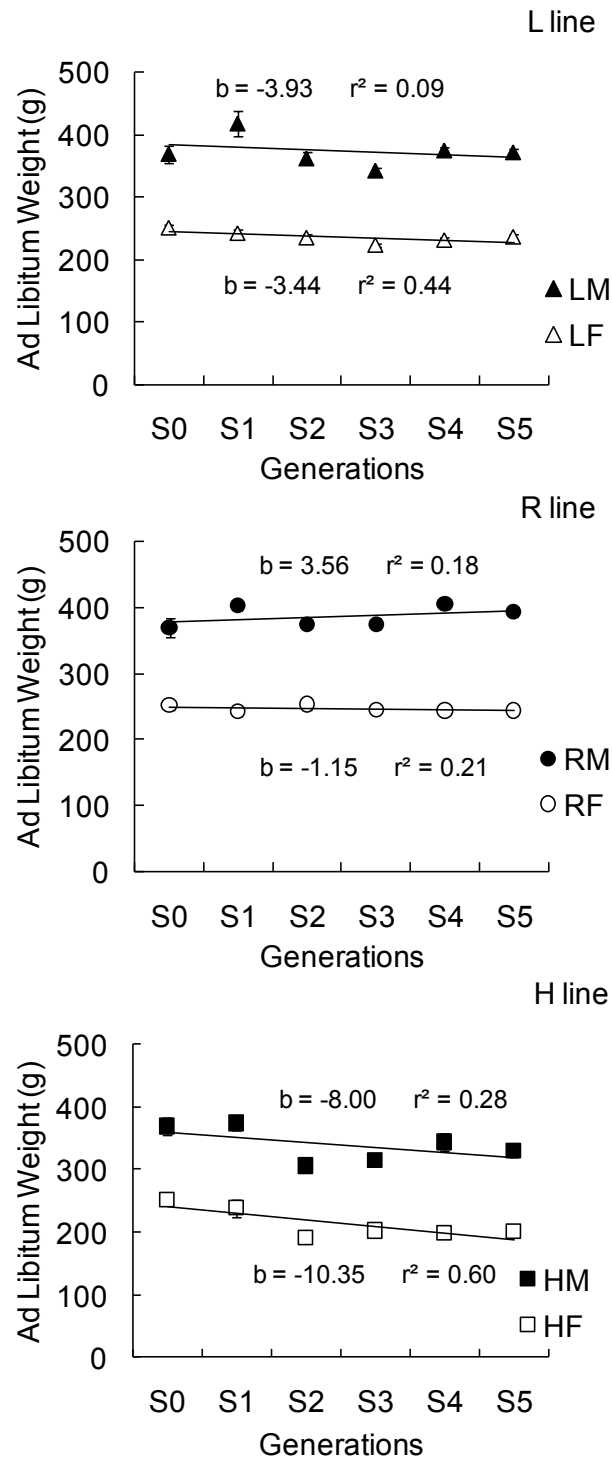 L line
Ad Libitum Weight (g)
500
400
300
200
100
0
b = -3.93 r² = 0.09
b = -3.44 r² = 0.44
LM
LF
S0 S1 S2 S3 S4 S5
Generations
R line
Ad Libitum Weight (g)
500
400
300
200
100
0
b = 3.56 r² = 0.18
b = -1.15 r² = 0.21
RM
RF
S0 S1 S2 S3 S4 S5
Generations
H line
Ad Libitum Weight (g)
500
400
300
200
100
0
b = -8.00 r² = 0.28
b = -10.35 r² = 0.60
HM
HF
S0 S1 S2 S3 S4 S5
Generations